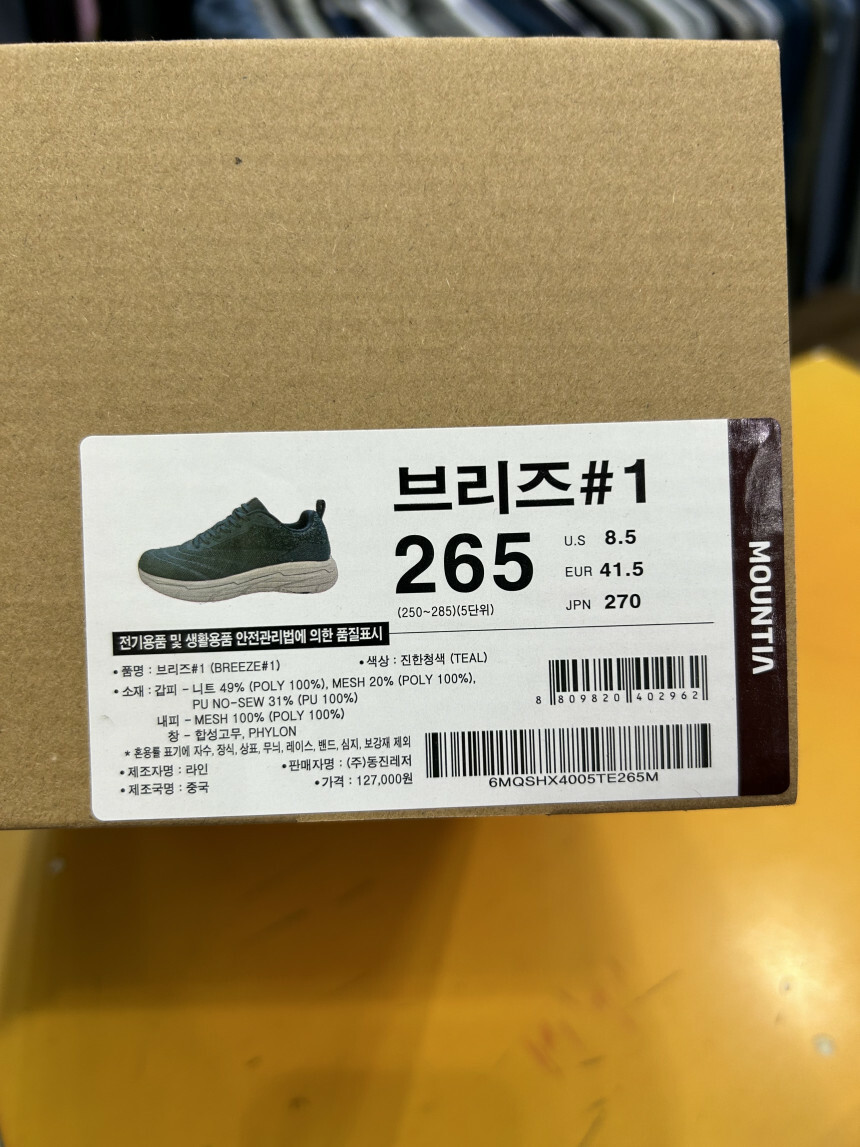 브리즈#1
265
U.S 8.5
EUR 41.5
JPN 270
(250~285)(5단위)
전기용품 및 생활용품 안전관리법에 의한 품질표시
• 품명 : 브리즈#1 (BREEZE#1)
• 색상 : 진한청색 (TEAL)
• 소재 : 갑피 - 니트 49% (POLY 100%), MESH 20% (POLY 100%),
PU NO-SEW 31% (PU 100%)
내피 - MESH 100% (POLY 100%)
창 - 합성고무, PHYLON
* 혼용률 표기에 자수, 장식, 상표, 무늬, 레이스, 밴드, 심지, 보강재 제외
• 제조자명 : 라인
• 판매자명 : (주)동진레저
• 제조국명 : 중국
• 가격 : 127,000원
8 809820 402962
6MQSHX4005TE265M
MOUNTIA